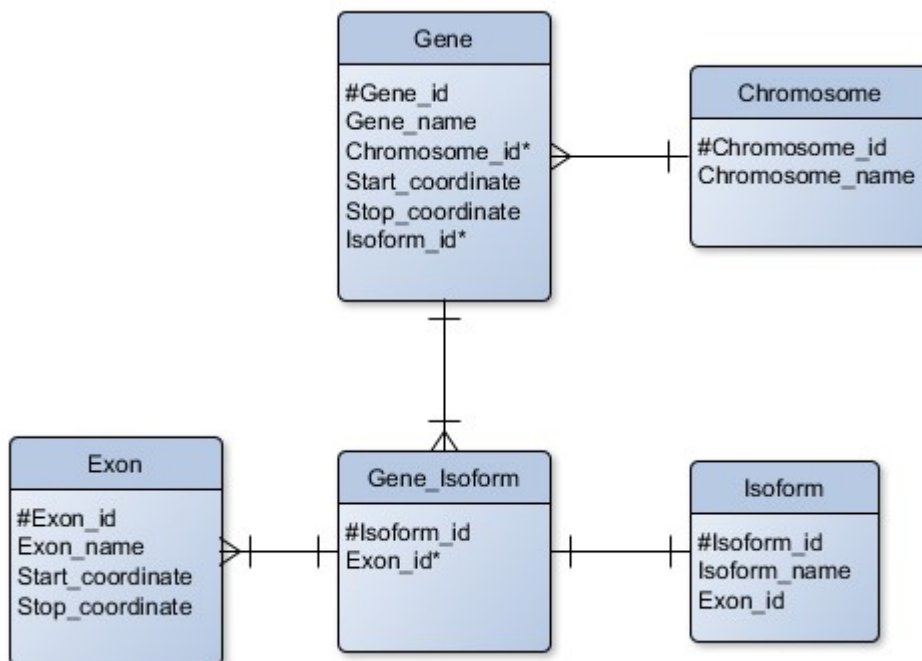 Gene
#Gene_id
Gene_name
Chromosome_id*
Start_coordinate
Stop_coordinate
Isoform_id*
Chromosome
#Chromosome_id
Chromosome_name
Exon
#Exon_id
Exon_name
Start_coordinate
Stop_coordinate
Gene_Isoform
#Isoform_id
Exon_id*
Isoform
#Isoform_id
Isoform_name
Exon_id